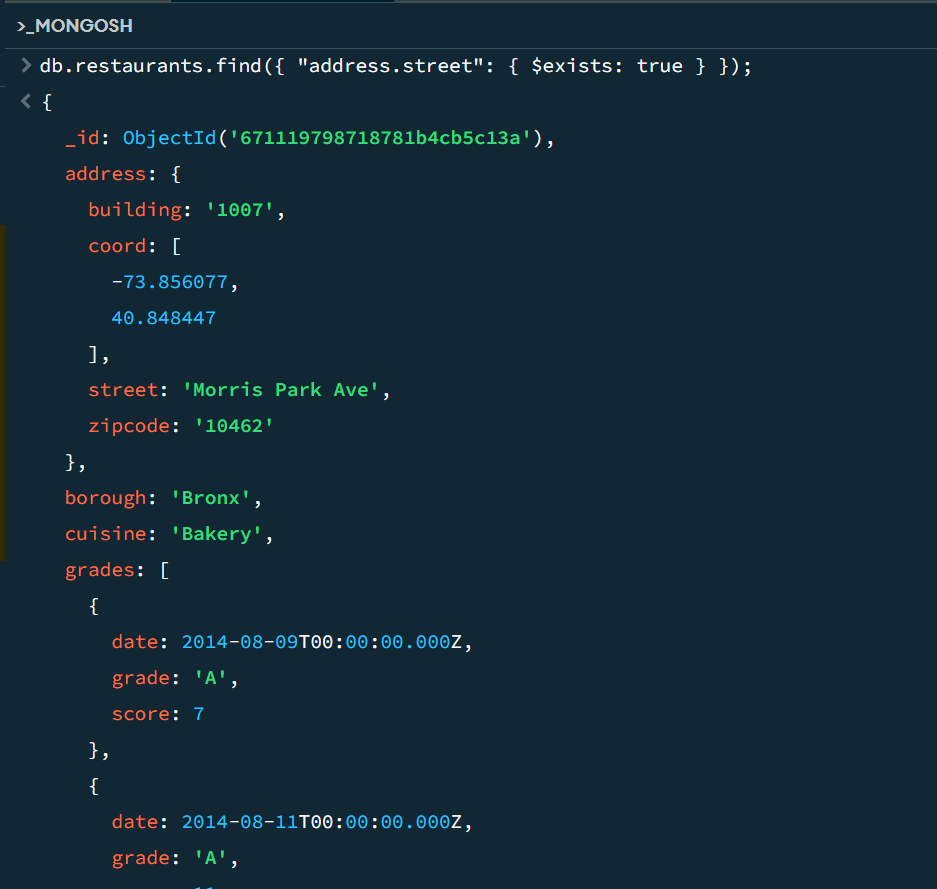 >_MONGOSH
> db.restaurants.find({ "address.street": { $exists: true } });
< {
_id: ObjectId('671119798718781b4cb5c13a'),
address: {
building: '1007',
coord: [
-73.856077,
40.848447
],
street: 'Morris Park Ave',
zipcode: '10462'
},
borough: 'Bronx',
cuisine: 'Bakery',
grades: [
{
date: 2014-08-09T00:00:00.000Z,
grade: 'A',
score: 7
},
{
date: 2014-08-11T00:00:00.000Z,
grade: 'A',